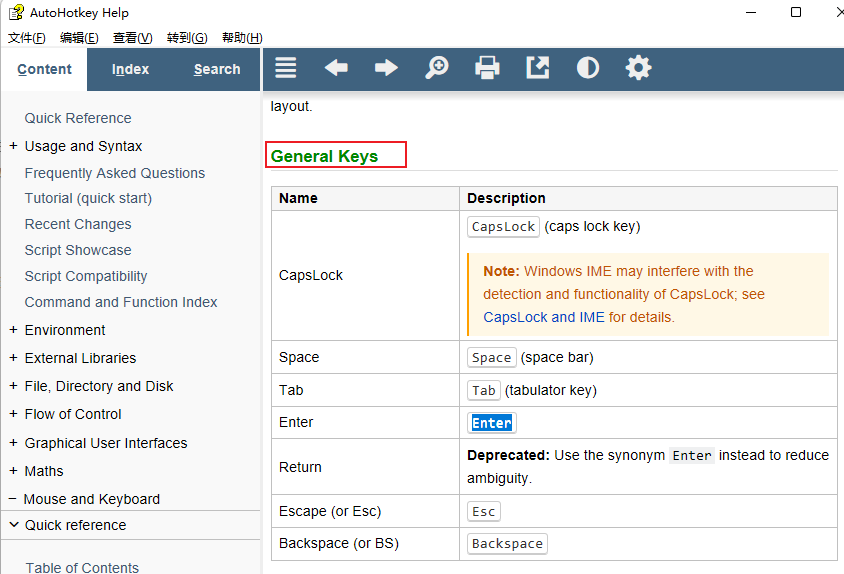 AutoHotkey Help
文件(F) 编辑(E) 查看(V) 转到(G) 帮助(H)
Content Index Search
layout.
Quick Reference
+ Usage and Syntax
Frequently Asked Questions
Tutorial (quick start)
Recent Changes
Script Showcase
Script Compatibility
Command and Function Index
+ Environment
+ External Libraries
+ File, Directory and Disk
+ Flow of Control
+ Graphical User Interfaces
+ Maths
− Mouse and Keyboard
Quick reference
Table of Contents
General Keys
Name Description
CapsLock
CapsLock (caps lock key)
Note: Windows IME may interfere with the
detection and functionality of CapsLock; see
CapsLock and IME for details.
Space Space (space bar)
Tab Tab (tabulator key)
Enter Enter
Return
Deprecated: Use the synonym Enter instead to reduce
ambiguity.
Escape (or Esc) Esc
Backspace (or BS) Backspace